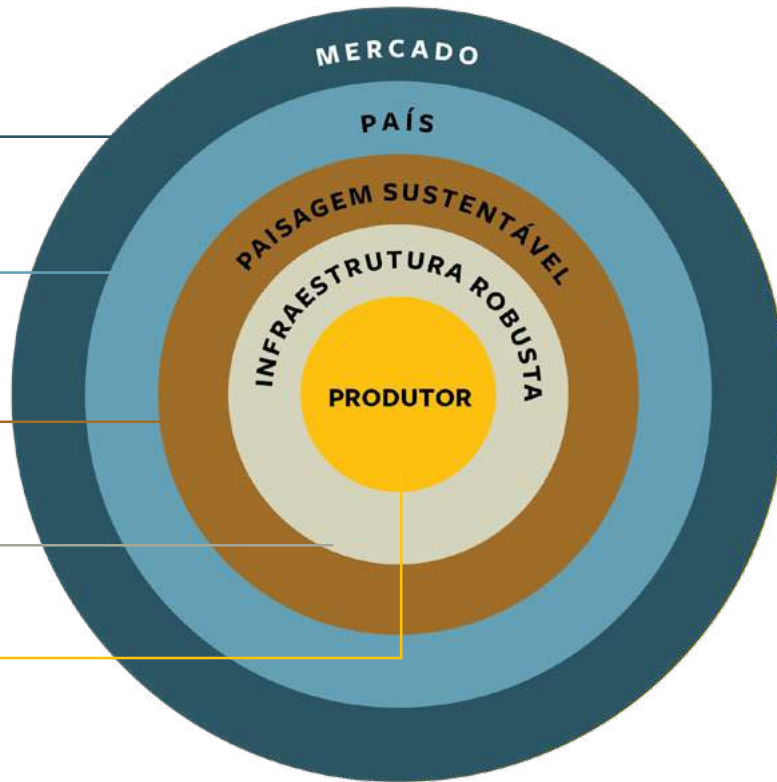 MERCADO
PAÍS
PAISAGEM SUSTENTÁVEL
INFRAESTRUTURA ROBUSTA
PRODUTOR